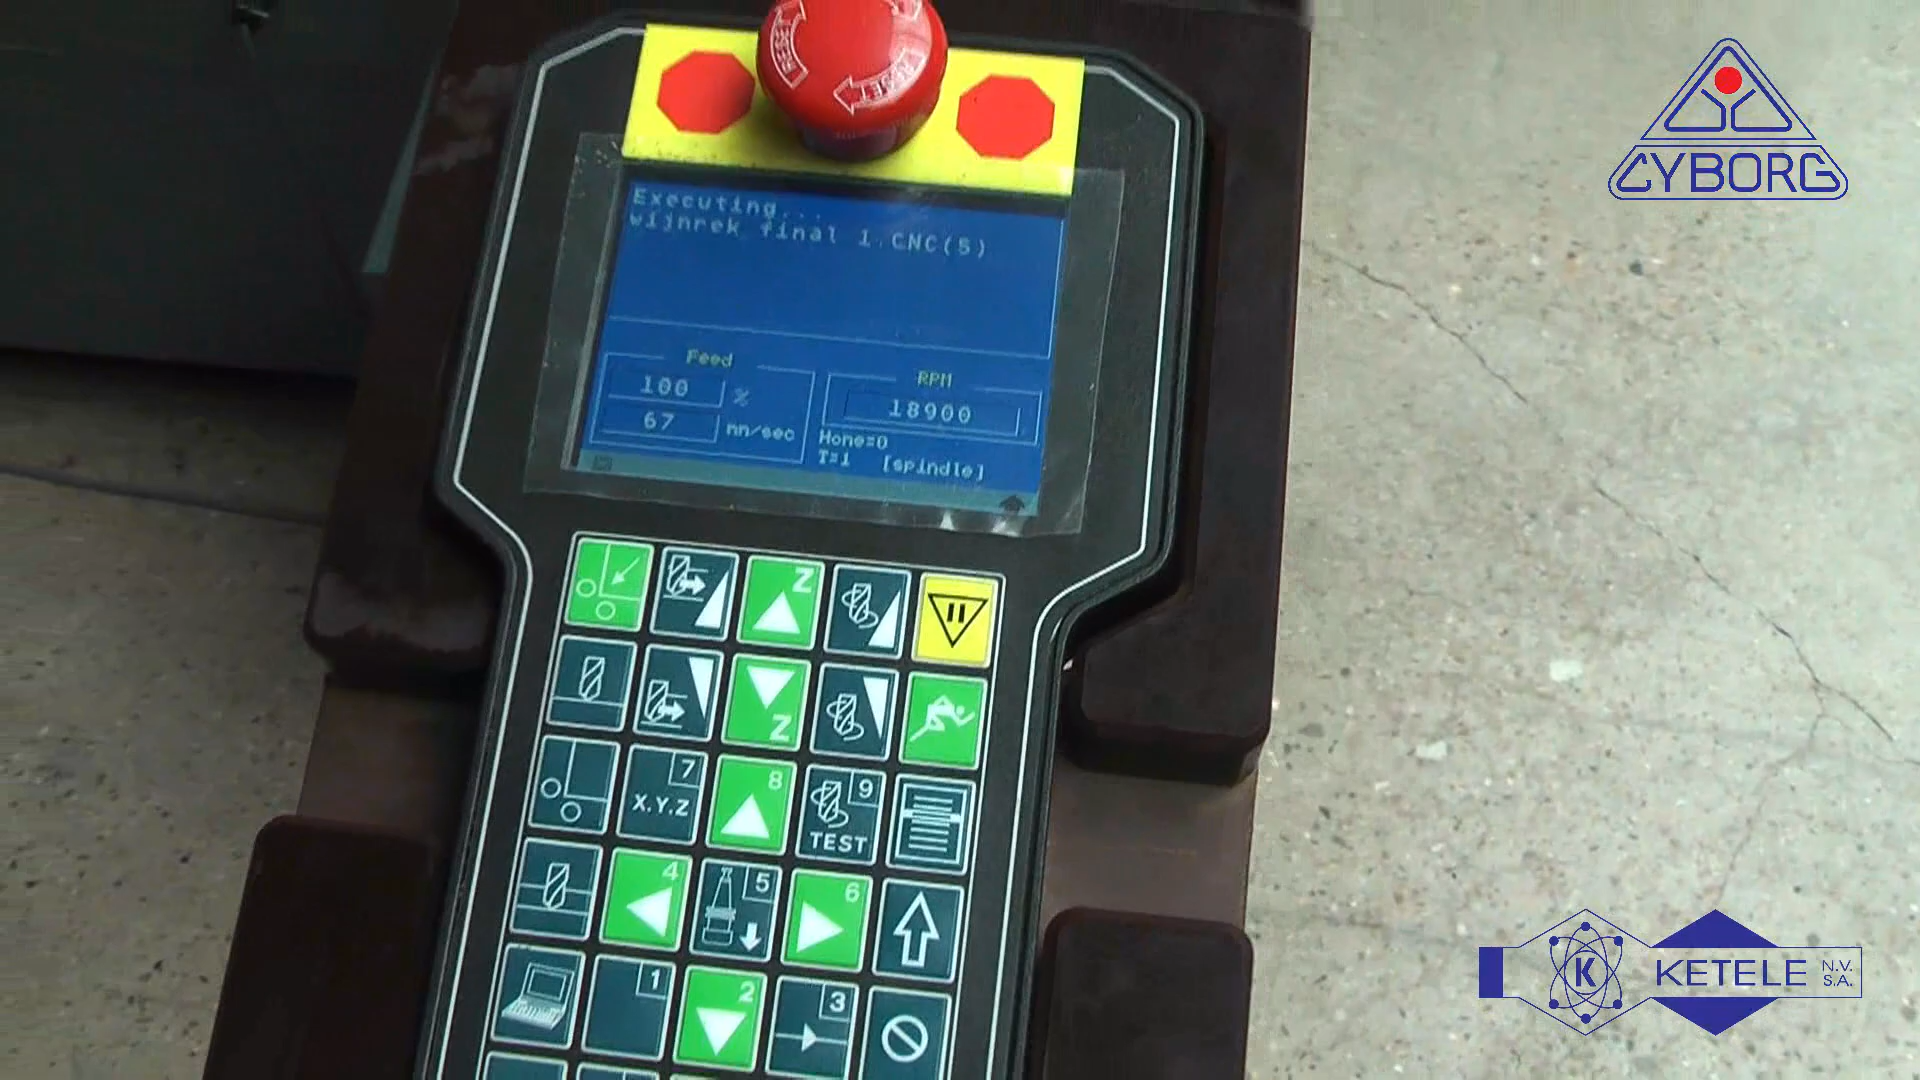 RESET
RESET
CYBORG
Executing...
wijnrek final 1.CNC(5)
Feed
RPM
100 %
18900
67 mm/sec
Home=0
T=1 [spindle]
Z
Z
7
X.Y.Z
8
9
TEST
4
5
6
1
2
3
K
KETELE N.V.
S.A.